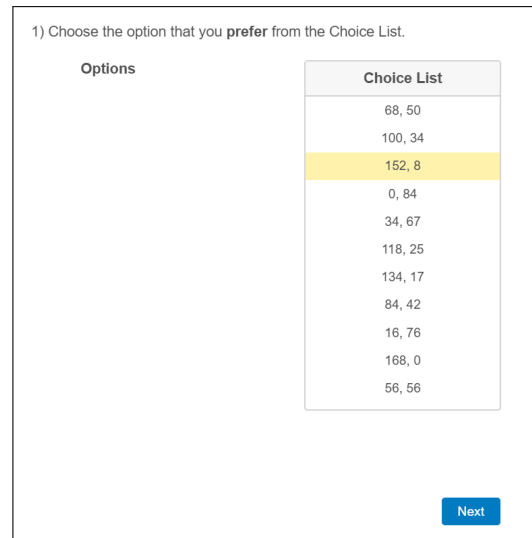 1) Choose the option that you prefer from the Choice List.
Options
Choice List
68, 50
100, 34
152, 8
0, 84
34, 67
118, 25
134, 17
84, 42
16, 76
168, 0
56, 56
Next